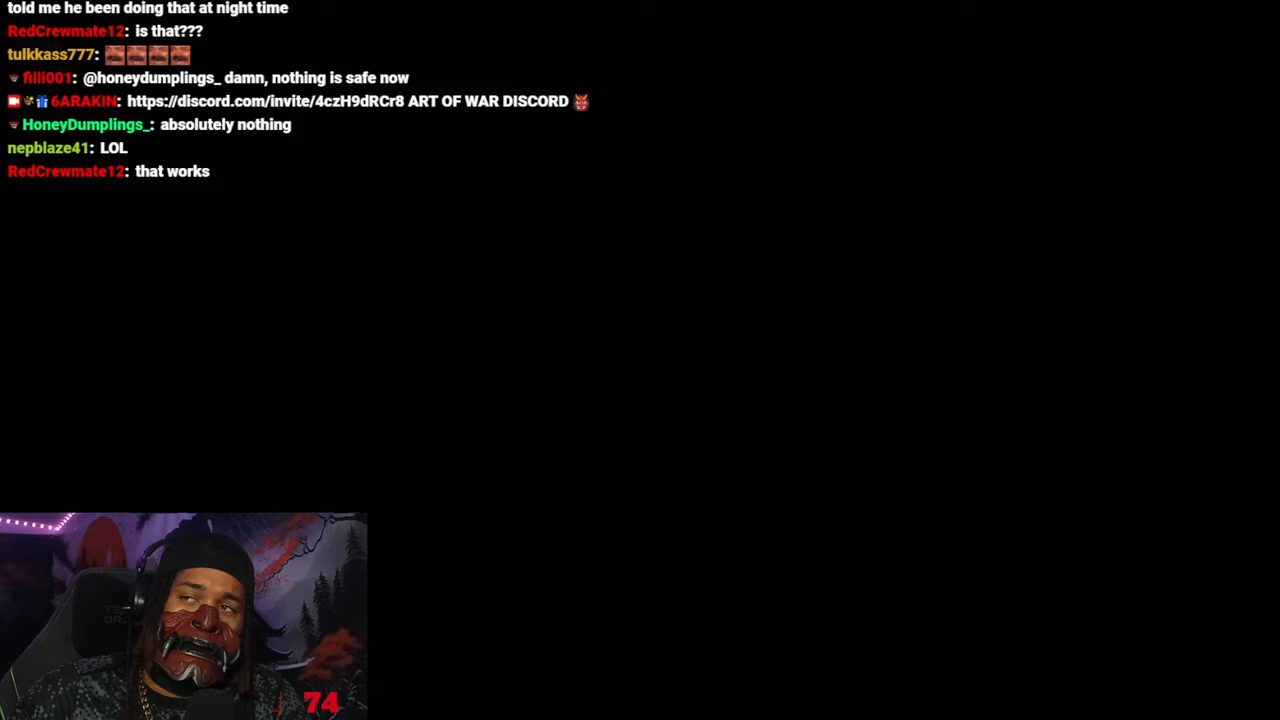 told me he been doing that at night time
RedCrewmate12: is that???
tulkkass777:
filli001: @honeydumplings_ damn, nothing is safe now
6ARAKIN: https://discord.com/invite/4czH9dRCr8 ART OF WAR DISCORD
HoneyDumplings_: absolutely nothing
nepblaze41: LOL
RedCrewmate12: that works
74